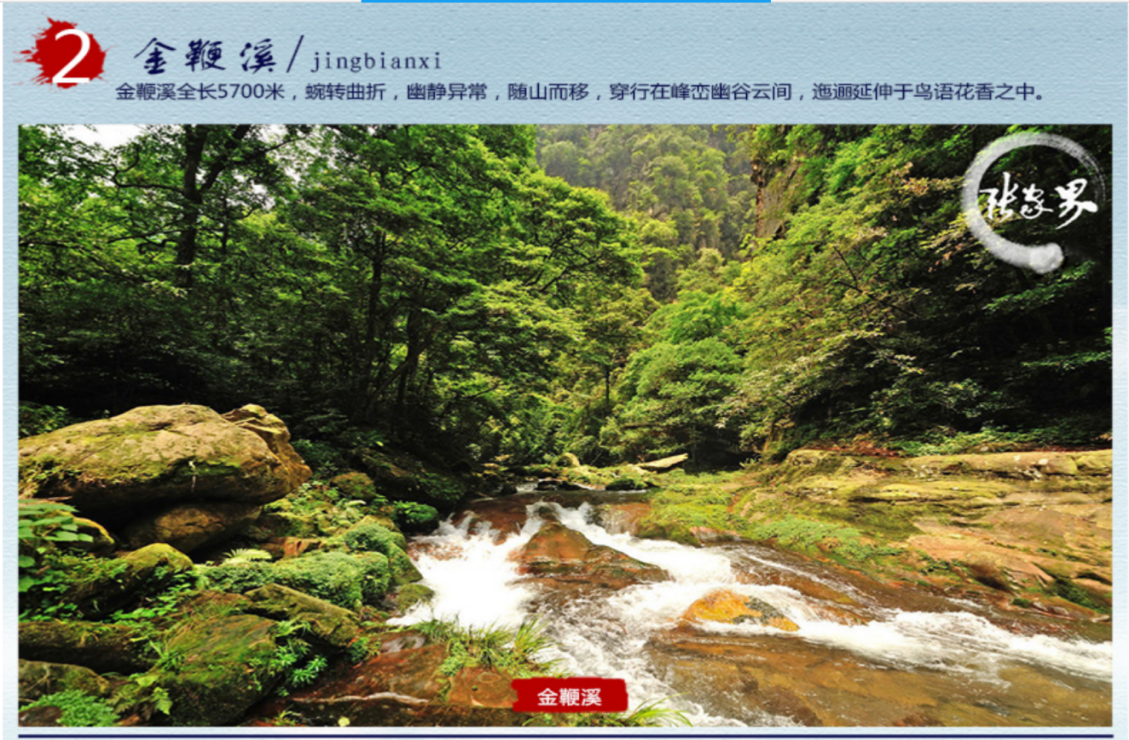 2
金鞭溪/jingbianxi
金鞭溪全长5700米，蜿转曲折，幽静异常，随山而移，穿行在峰峦幽谷云间，迤逦延伸于鸟语花香之中。
张家界
金鞭溪